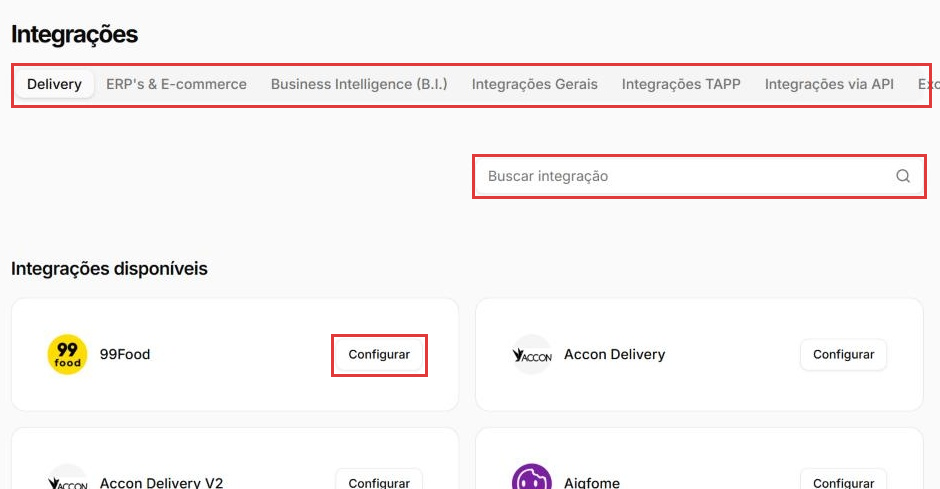 Integrações
Delivery ERP's & E-commerce Business Intelligence (B.I.) Integrações Gerais Integrações TAPP Integrações via API Exc
Buscar integração
Integrações disponíveis
99 food 99Food Configurar
ACCON Accon Delivery Configurar
ACCON Accon Delivery V2 Configurar
Aiqfome Configurar